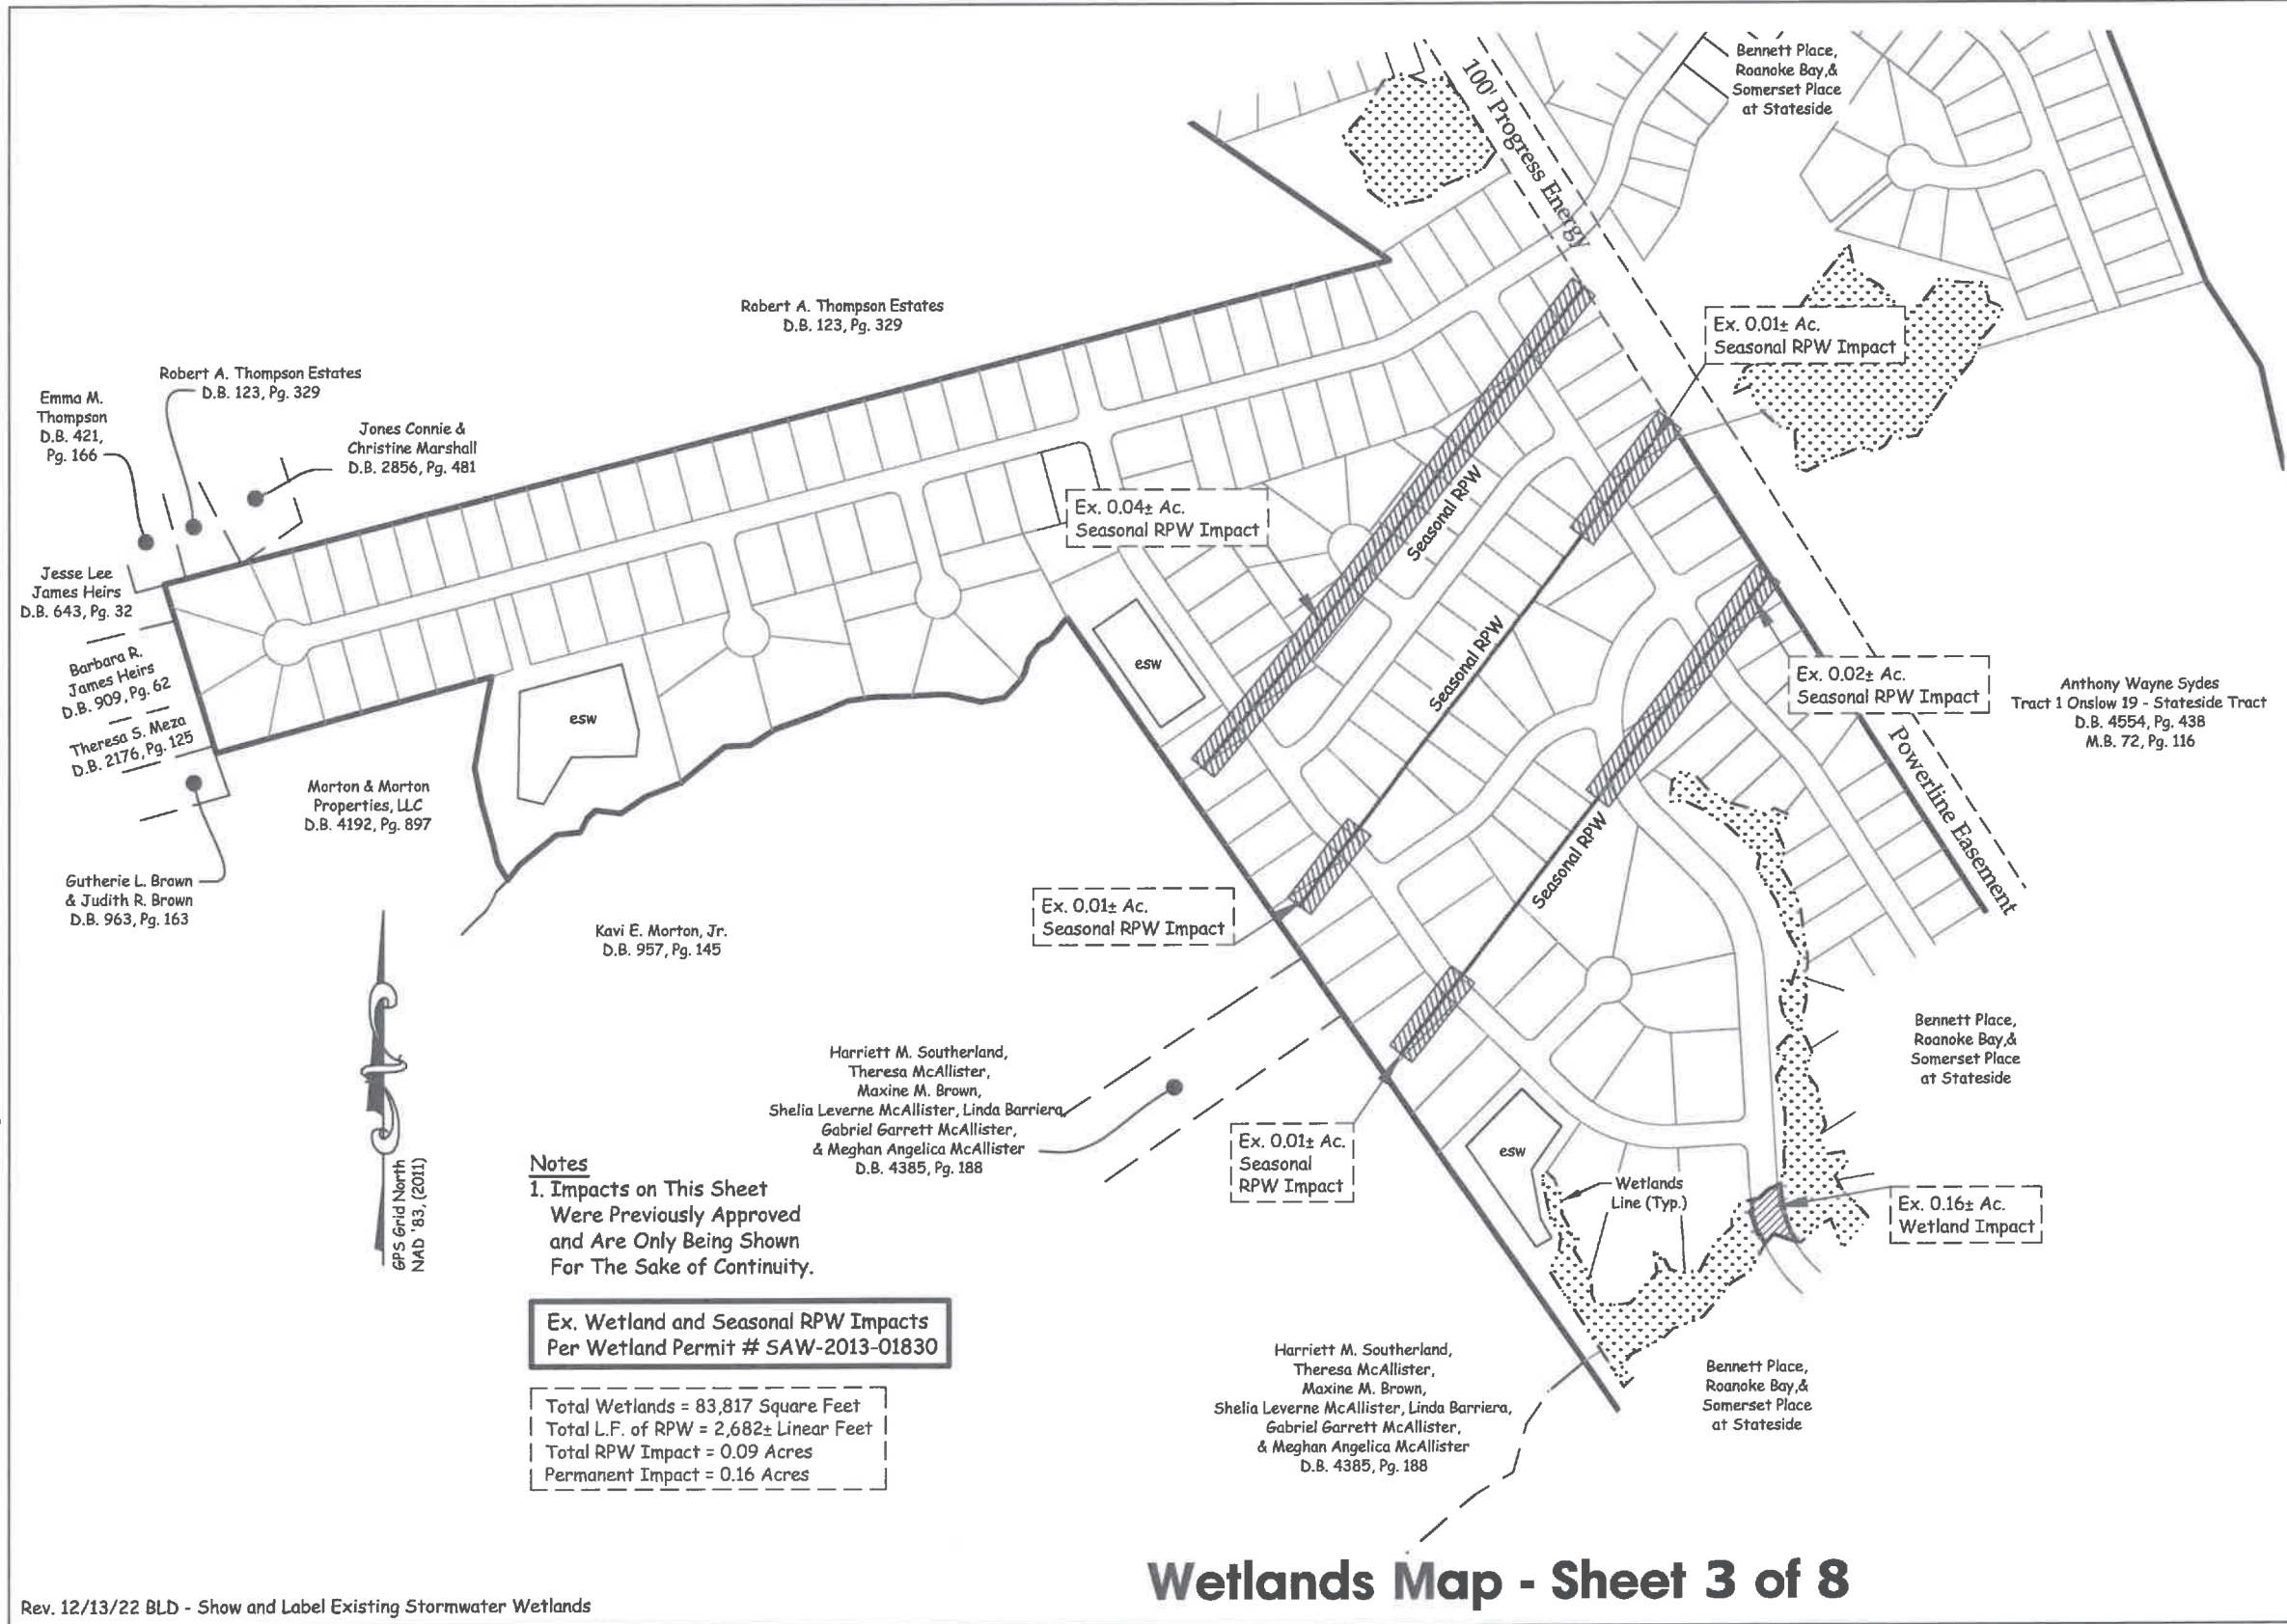 Bennett Place,
Roanoke Bay,&
Somerset Place
at Stateside
100' Progress Energy
Robert A. Thompson Estates
D.B. 123, Pg. 329
Ex. 0.01± Ac.
Seasonal RPW Impact
Robert A. Thompson Estates
D.B. 123, Pg. 329
Emma M.
Thompson
D.B. 421,
Pg. 166
Jones Connie &
Christine Marshall
D.B. 2856, Pg. 481
Ex. 0.04± Ac.
Seasonal RPW Impact
Seasonal RPW
Jesse Lee
James Heirs
D.B. 643, Pg. 32
Barbara R.
James Heirs
D.B. 909, Pg. 62
Theresa S. Meza
D.B. 2176, Pg. 125
esw
esw
Seasonal RPW
Ex. 0.02± Ac.
Seasonal RPW Impact
Anthony Wayne Sydes
Tract 1 Onslow 19 - Stateside Tract
D.B. 4554, Pg. 438
M.B. 72, Pg. 116
Powerline Easement
Morton & Morton
Properties, LLC
D.B. 4192, Pg. 897
Seasonal RPW
Gutherie L. Brown
& Judith R. Brown
D.B. 963, Pg. 163
Kavi E. Morton, Jr.
D.B. 957, Pg. 145
Ex. 0.01± Ac.
Seasonal RPW Impact
Bennett Place,
Roanoke Bay,&
Somerset Place
at Stateside
Harriett M. Southerland,
Theresa McAllister,
Maxine M. Brown,
Shelia Leverne McAllister, Linda Barriera,
Gabriel Garrett McAllister,
& Meghan Angelica McAllister
D.B. 4385, Pg. 188
Ex. 0.01± Ac.
Seasonal
RPW Impact
esw
Wetlands
Line (Typ.)
Ex. 0.16± Ac.
Wetland Impact
GPS Grid North
NAD '83, (2011)
Notes
1. Impacts on This Sheet
Were Previously Approved
and Are Only Being Shown
For The Sake of Continuity.
Ex. Wetland and Seasonal RPW Impacts
Per Wetland Permit # SAW-2013-01830
Total Wetlands = 83,817 Square Feet
Total L.F. of RPW = 2,682± Linear Feet
Total RPW Impact = 0.09 Acres
Permanent Impact = 0.16 Acres
Harriett M. Southerland,
Theresa McAllister,
Maxine M. Brown,
Shelia Leverne McAllister, Linda Barriera,
Gabriel Garrett McAllister,
& Meghan Angelica McAllister
D.B. 4385, Pg. 188
Bennett Place,
Roanoke Bay,&
Somerset Place
at Stateside
Wetlands Map - Sheet 3 of 8
Rev. 12/13/22 BLD - Show and Label Existing Stormwater Wetlands